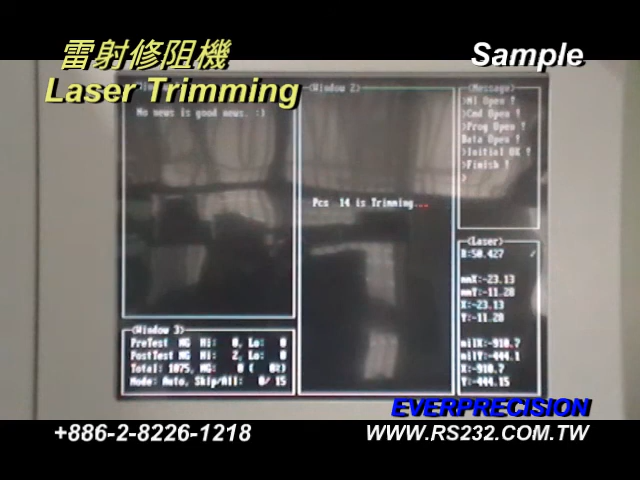 雷射修阻機
Sample
Laser Trimming
(Window 2)
(Message)
No news is good news. :)
>NI Open !
>Cmd Open !
>Prog Open !
Data Open !
>Initial OK !
>Finish !
>
Pcs 14 is Trimming...
(Laser)
R:50.427
mmX:-23.13
mmY:-11.28
X:-23.13
Y:-11.28
milX:-910.7
milY:-444.1
X:-910.7
Y:-444.15
(Window 3)
PreTest NG Hi: 0, Lo: 0
PostTest NG Hi: 2, Lo: 0
Total: 1075, NG: 0 ( 0%)
Mode: Auto, Skip/All: 0/ 15
EVERPRECISION
+886-2-8226-1218
WWW.RS232.COM.TW